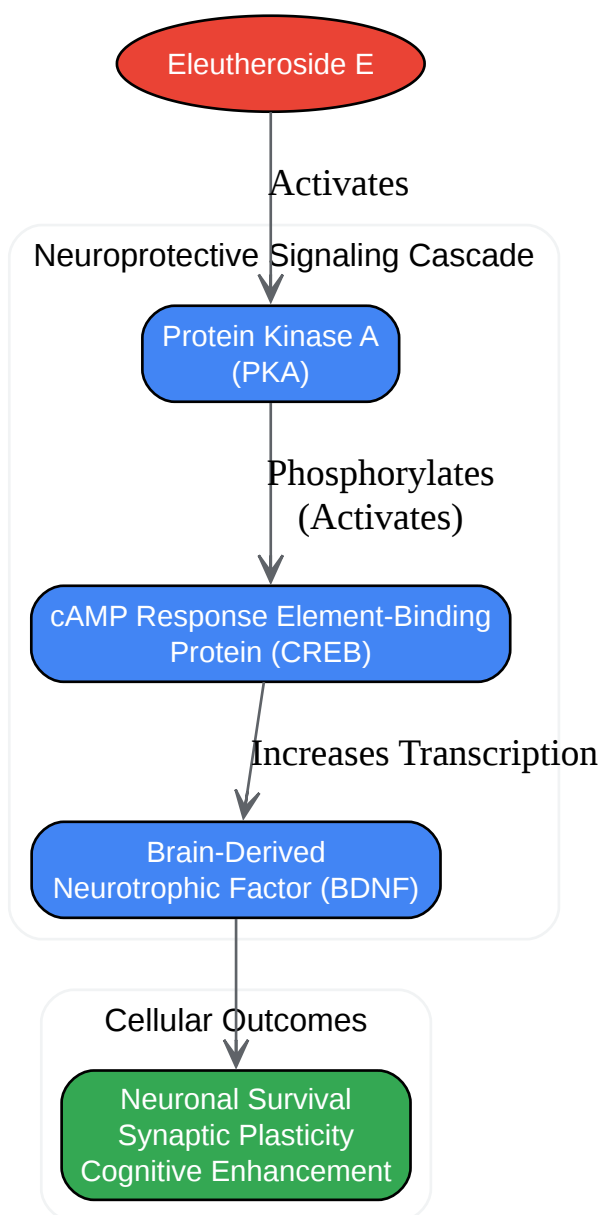 Eleutheroside E
Activates
Neuroprotective Signaling Cascade
Protein Kinase A
(PKA)
Phosphorylates
(Activates)
cAMP Response Element-Binding
Protein (CREB)
Increases Transcription
Brain-Derived
Neurotrophic Factor (BDNF)
Cellular Outcomes
Neuronal Survival
Synaptic Plasticity
Cognitive Enhancement